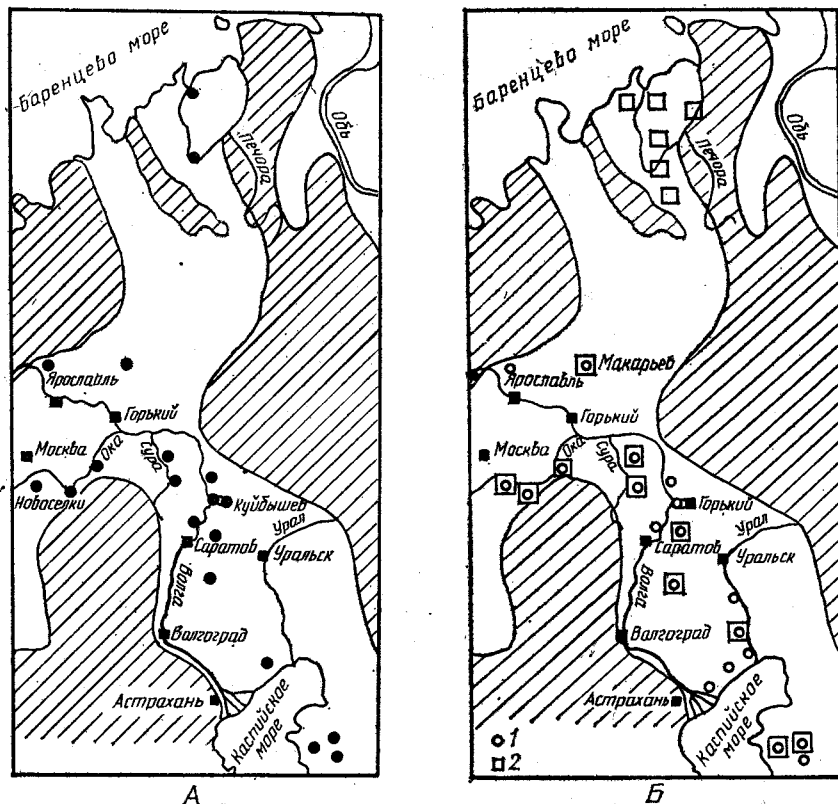 Баренцево море
Обь
Печора
Ярославль
Горький
Москва
Ока
Сура
Новоселки
Куйбышев
Саратов
Урал
Уральск
Волга
Волгоград
Астрахань
Каспийское
море
А
Баренцево море
Обь
Печора
Макарьев
Ярославль
Горький
Москва
Ока
Сура
Горький
Саратов
Урал
Уральск
Волга
Волгоград
Астрахань
Каспийское
море
1
2
Б